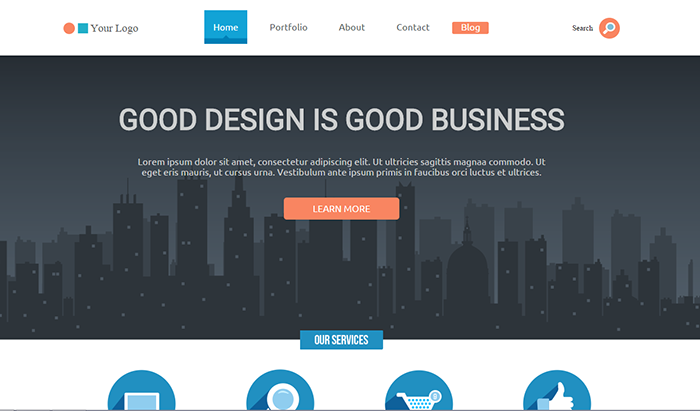 Your Logo
Home
Portfolio
About
Contact
Blog
Search
GOOD DESIGN IS GOOD BUSINESS
Lorem ipsum dolor sit amet, consectetur adipiscing elit. Ut ultricies sagittis magnaa commodo. Ut
eget eris mauris, ut cursus urna. Vestibulum ante ipsum primis in faucibus orci luctus et ultrices.
LEARN MORE
OUR SERVICES